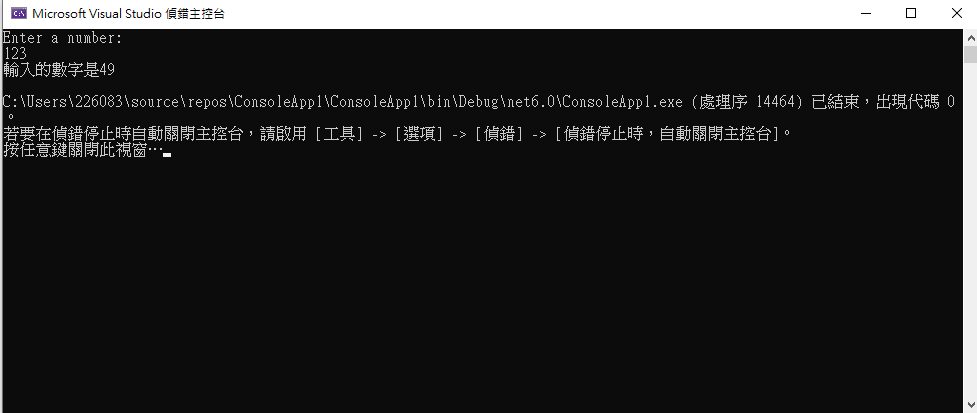 Microsoft Visual Studio 偵錯主控台
Enter a number:
123
輸入的數字是49
C:\Users\226083\source\repos\ConsoleApp1\ConsoleApp1\bin\Debug\net6.0\ConsoleApp1.exe (處理序 14464) 已結束，出現代碼 0
。
若要在偵錯停止時自動關閉主控台，請啟用 [工具] -> [選項] -> [偵錯] -> [偵錯停止時，自動關閉主控台]。
按任意鍵關閉此視窗…